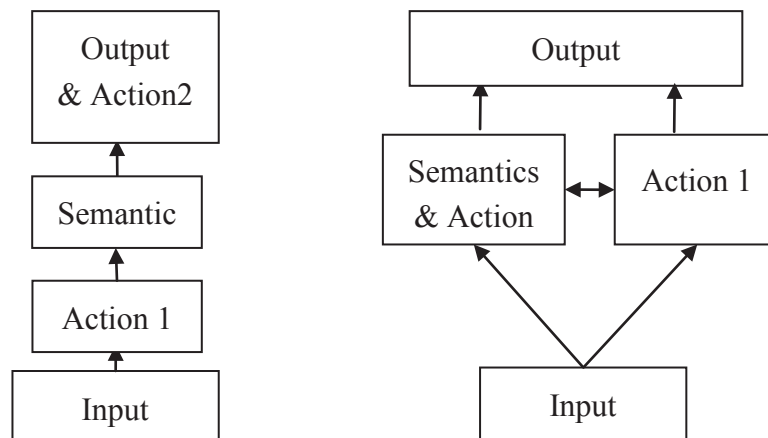 Output
& Action2
Semantic
Action 1
Input
Output
Semantics
& Action
Action 1
Input